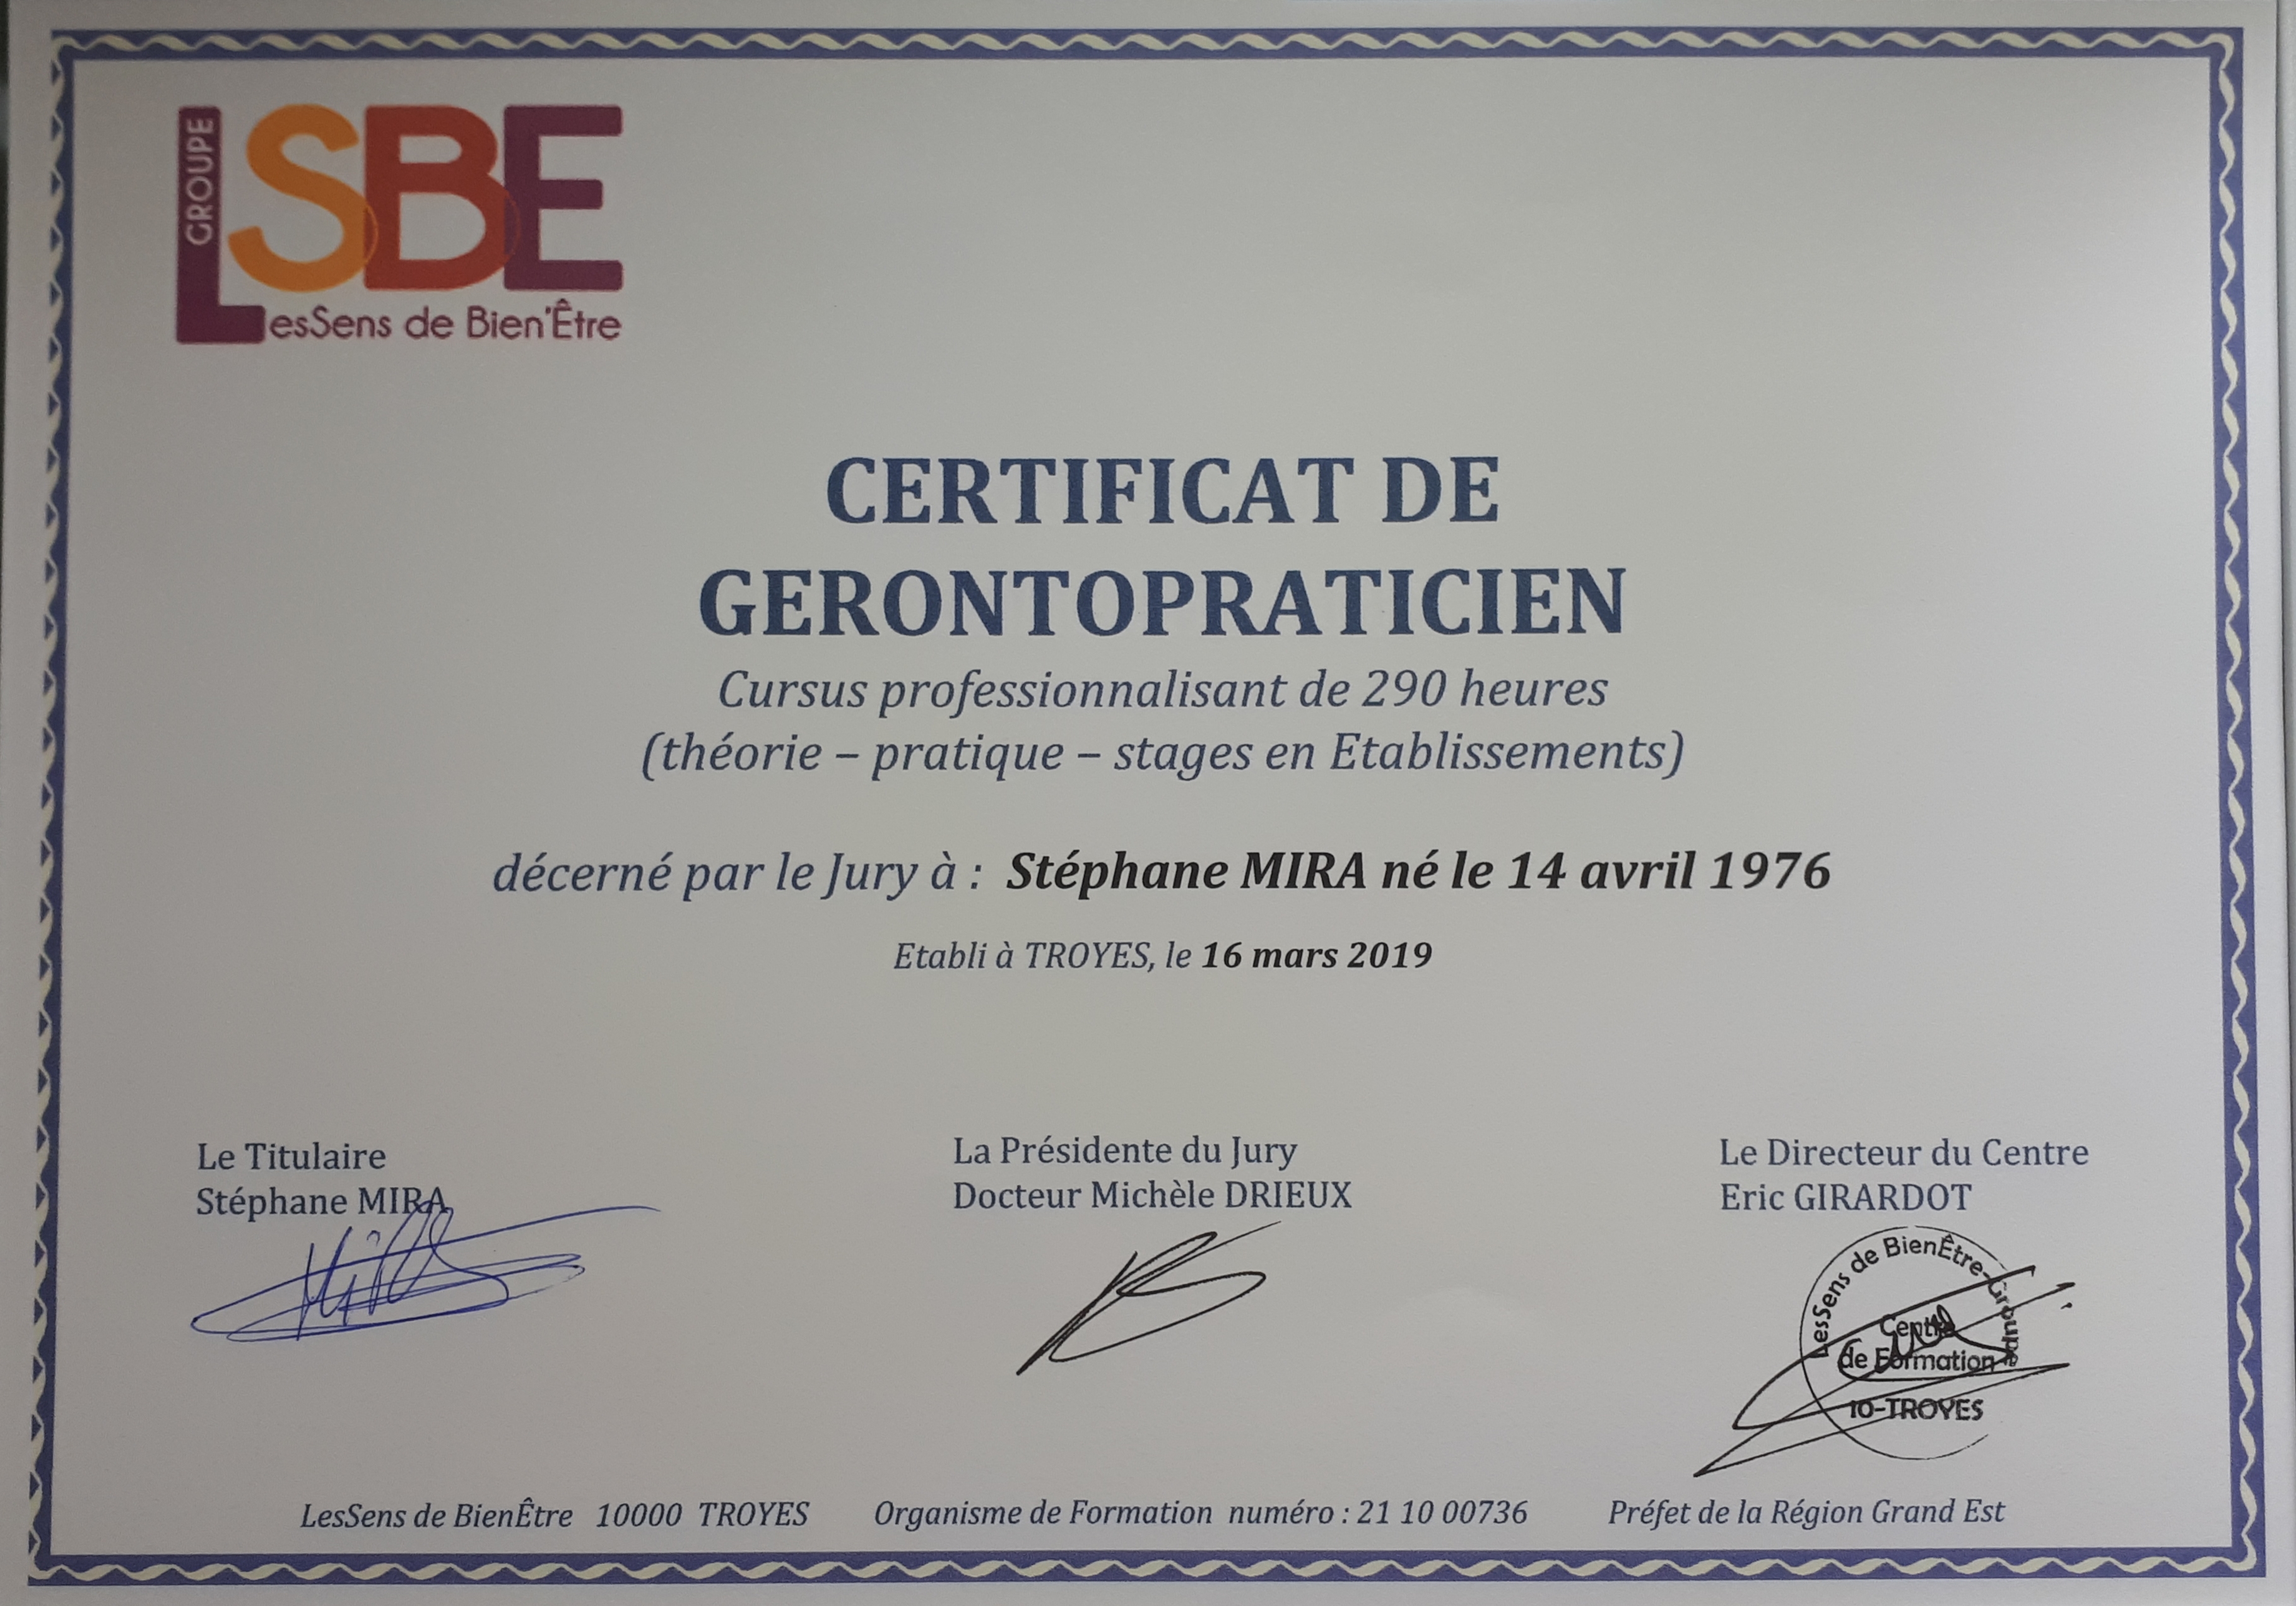 GROUPE
LSBE
LesSens de Bien'Être
CERTIFICAT DE
GERONTOPRATICIEN
Cursus professionnalisant de 290 heures
(théorie – pratique – stages en Etablissements)
décerné par le Jury à : Stéphane MIRA né le 14 avril 1976
Etabli à TROYES, le 16 mars 2019
Le Titulaire
Stéphane MIRA
La Présidente du Jury
Docteur Michèle DRIEUX
Le Directeur du Centre
Eric GIRARDOT
LesSens de BienÊtre-Groupe
Centre
de Formation
10-TROYES
LesSens de BienÊtre 10000 TROYES Organisme de Formation numéro : 21 10 00736 Préfet de la Région Grand Est